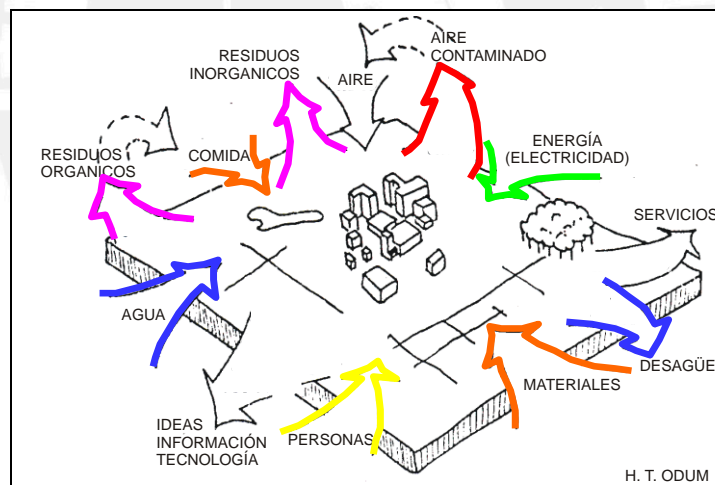 RESIDUOS
INORGANICOS
AIRE
AIRE
CONTAMINADO
RESIDUOS
ORGANICOS
COMIDA
ENERGÍA
(ELECTRICIDAD)
SERVICIOS
AGUA
DESAGÜE
MATERIALES
IDEAS
INFORMACIÓN
TECNOLOGÍA
PERSONAS
H. T. ODUM